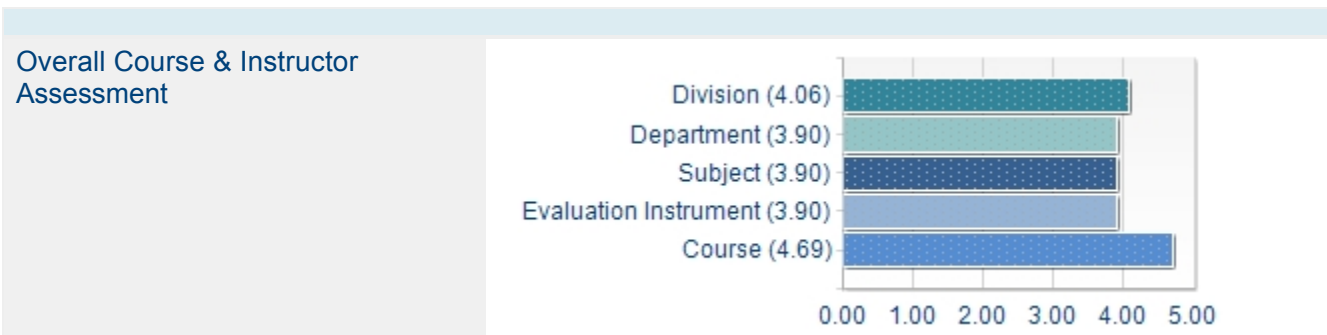 Overall Course & Instructor
Assessment
Division (4.06)
Department (3.90)
Subject (3.90)
Evaluation Instrument (3.90)
Course (4.69)
0.00 1.00 2.00 3.00 4.00 5.00